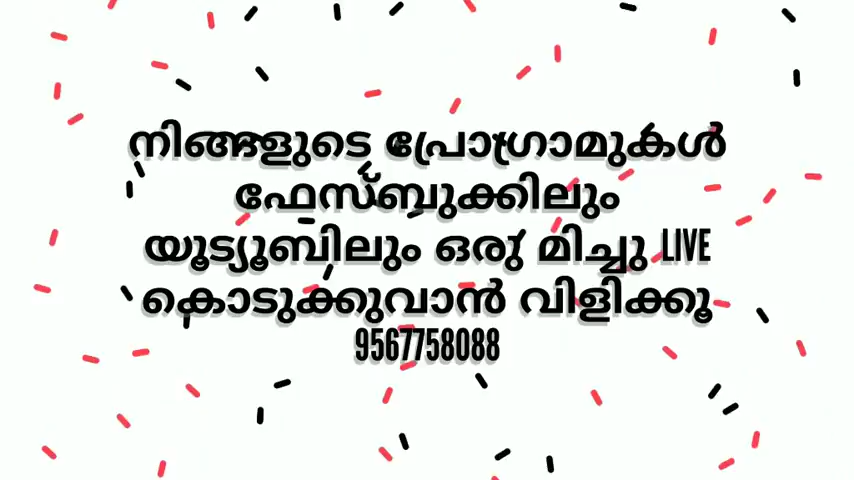 നിങ്ങളുടെ പ്രോഗ്രാമുകൾ
ഫേസ്ബുക്കിലും
യൂട്യൂബിലും ഒരു മിച്ചു LIVE
കൊടുക്കുവാൻ വിളിക്കൂ
9567758088